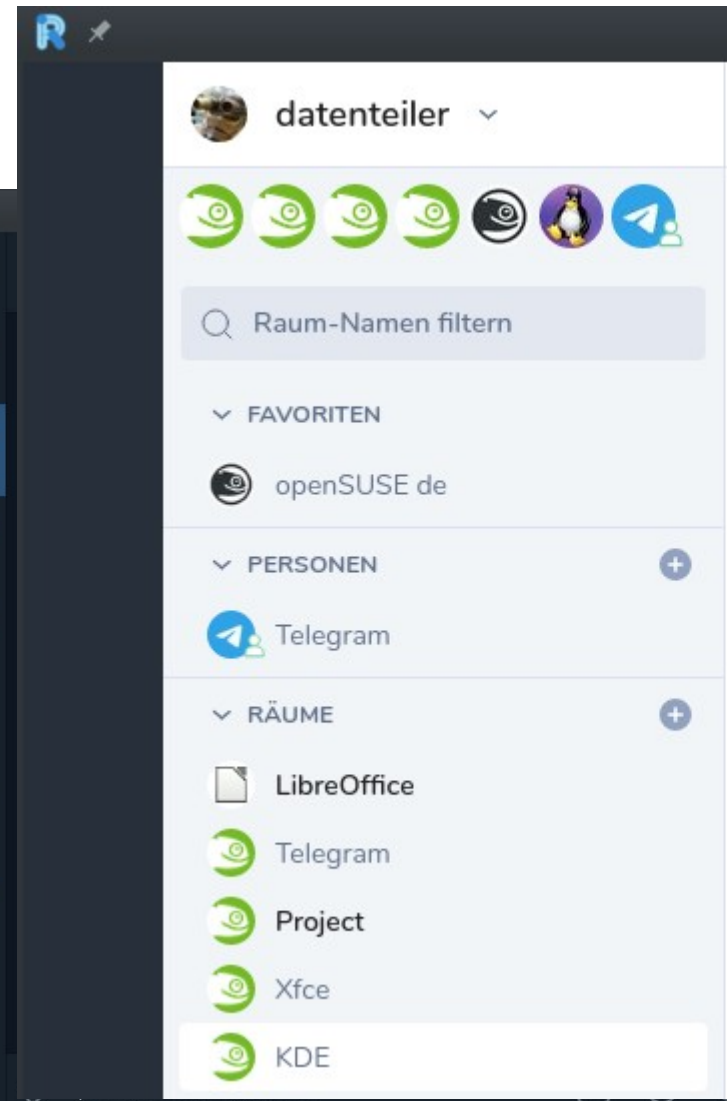 datenteiler
Raum-Namen filtern
FAVORITEN
openSUSE de
PERSONEN
Telegram
RÄUME
LibreOffice
Telegram
Project
Xfce
KDE